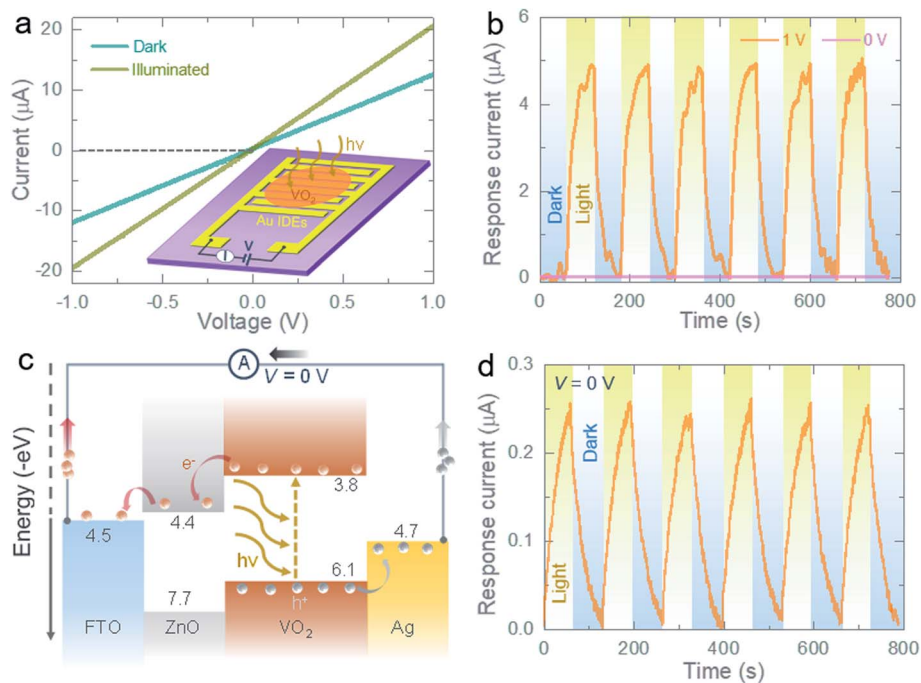 a
Current (µA)
20
10
0
-10
-20
Dark
Illuminated
hν
VO₂
Au IDEs
V
I
-1.0
-0.5
0.0
0.5
1.0
Voltage (V)
b
Response current (µA)
6
4
2
0
1 V
0 V
Dark
Light
0
200
400
600
800
Time (s)
c
A
V = 0 V
Energy (-eV)
e⁻
3.8
4.4
4.5
4.7
hν
6.1
h⁺
7.7
FTO
ZnO
VO₂
Ag
d
Response current (µA)
0.3
0.2
0.1
0.0
V = 0 V
Dark
Light
0
200
400
600
800
Time (s)